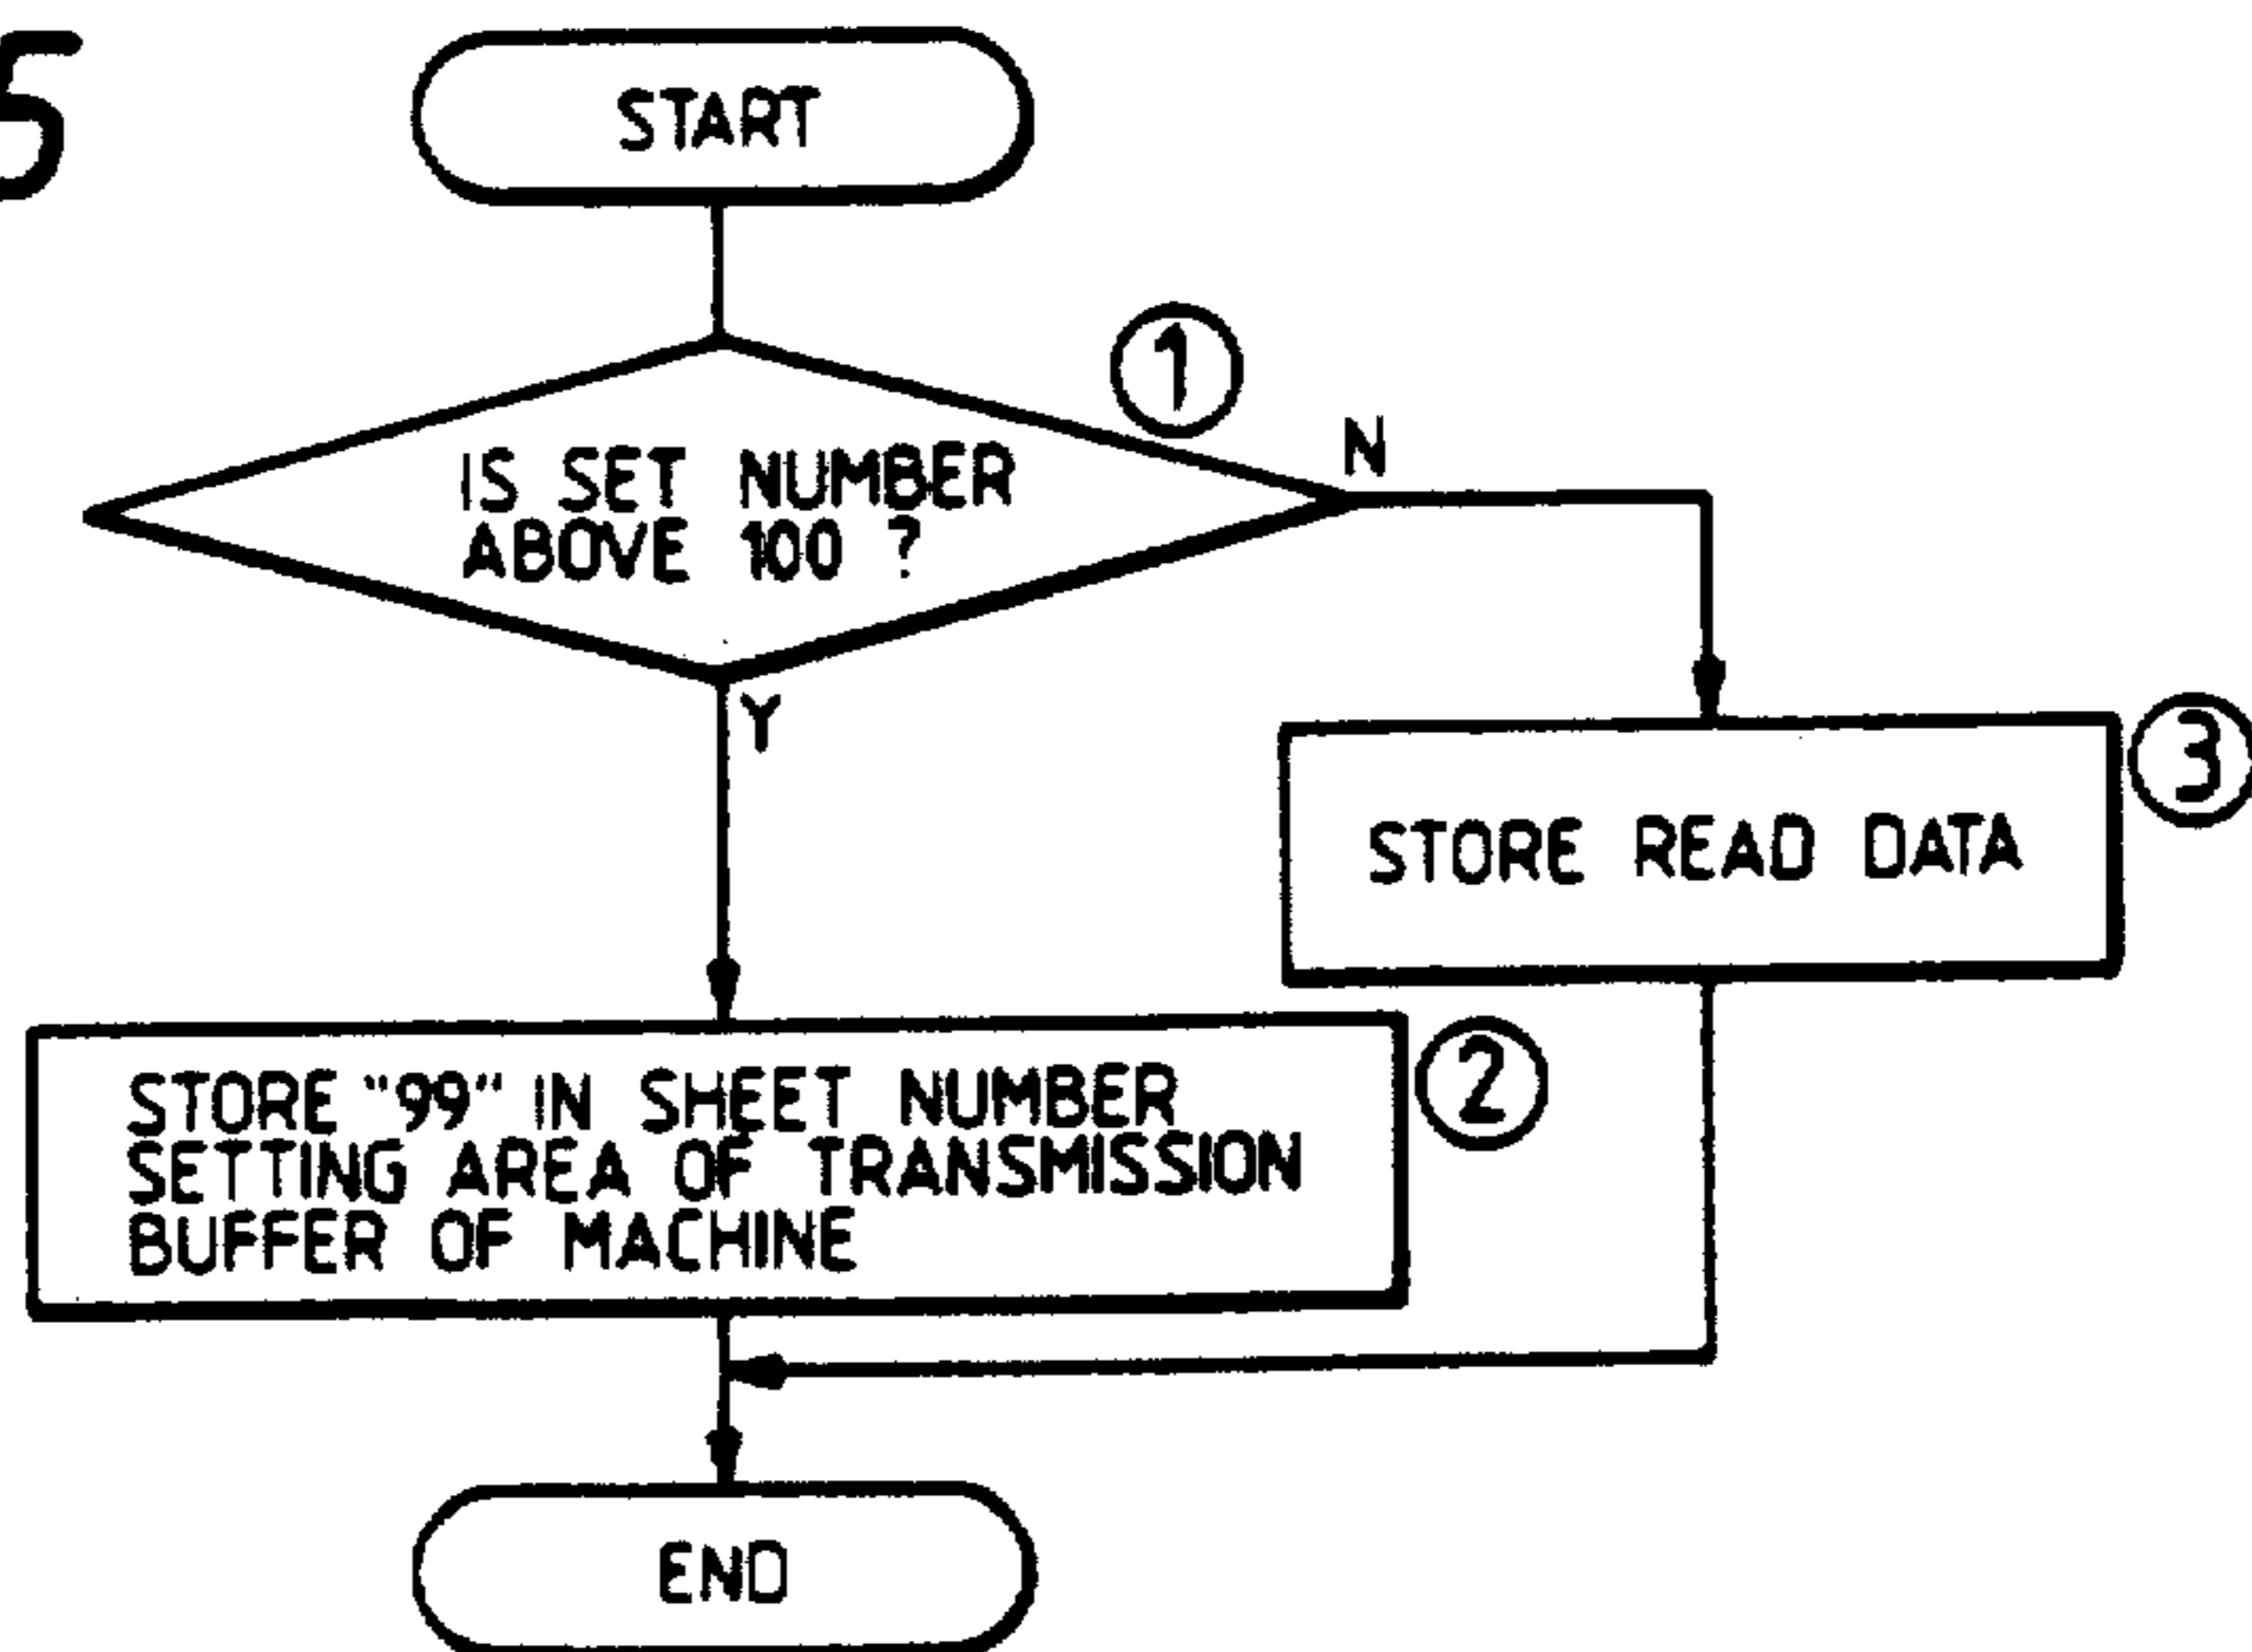 5
START
1
IS SET NUMBER
ABOVE 100 ?
N
Y
3
STORE READ DATA
2
STORE "99" IN SHEET NUMBER
SETTING AREA OF TRANSMISSION
BUFFER OF MACHINE
END